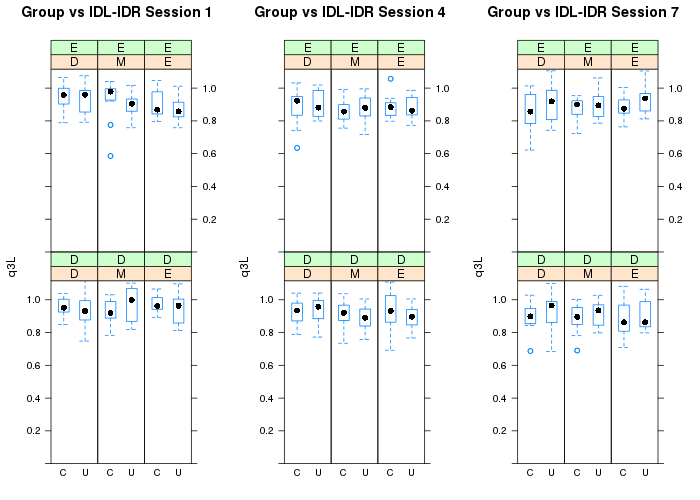 Group vs IDL-IDR Session 1 Group vs IDL-IDR Session 4 Group vs IDL-IDR Session 7
E E E E E E E E E
D M E D M E D M E
1.0 1.0 1.0
0.8 0.8 0.8
0.6 0.6 0.6
0.4 0.4 0.4
0.2 0.2 0.2
q3L q3L q3L
D D D D D D D D D
D M E D M E D M E
1.0 1.0 1.0
0.8 0.8 0.8
0.6 0.6 0.6
0.4 0.4 0.4
0.2 0.2 0.2
C U C U C U C U C U C U C U C U C U